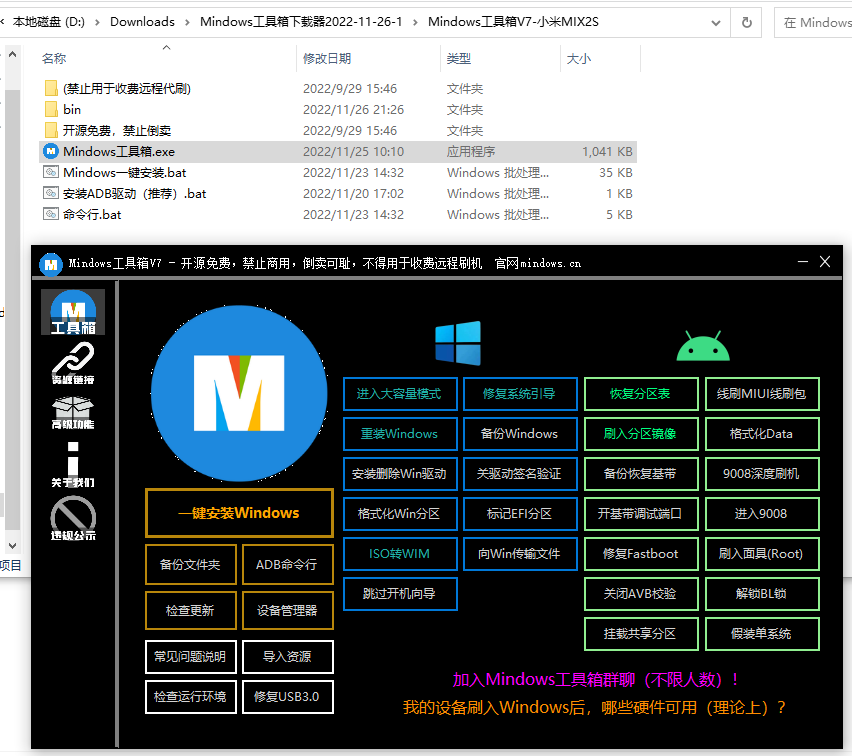 本地磁盘 (D:) › Downloads › Mindows工具箱下载器2022-11-26-1 › Mindows工具箱V7-小米MIX2S
在 Mindows
名称 修改日期 类型 大小
(禁止用于收费远程代刷) 2022/9/29 15:46 文件夹
bin 2022/11/26 21:26 文件夹
开源免费，禁止倒卖 2022/9/29 15:46 文件夹
Mindows工具箱.exe 2022/11/25 10:10 应用程序 1,041 KB
Mindows一键安装.bat 2022/11/23 14:32 Windows 批处理... 35 KB
安装ADB驱动（推荐）.bat 2022/11/20 17:02 Windows 批处理... 1 KB
命令行.bat 2022/11/23 14:32 Windows 批处理... 5 KB
项目
Mindows工具箱V7 - 开源免费，禁止商用，倒卖可耻，不得用于收费远程刷机 官网mindows.cn
工具箱
资源链接
高级功能
关于我们
违规公示
M
一键安装Windows
备份文件夹 ADB命令行
检查更新 设备管理器
常见问题说明 导入资源
检查运行环境 修复USB3.0
进入大容量模式 修复系统引导 恢复分区表 线刷MIUI线刷包
重装Windows 备份Windows 刷入分区镜像 格式化Data
安装删除Win驱动 关驱动签名验证 备份恢复基带 9008深度刷机
格式化Win分区 标记EFI分区 开基带调试端口 进入9008
ISO转WIM 向Win传输文件 修复Fastboot 刷入面具(Root)
跳过开机向导 关闭AVB校验 解锁BL锁
挂载共享分区 假装单系统
加入Mindows工具箱群聊（不限人数）！
我的设备刷入Windows后，哪些硬件可用（理论上）？